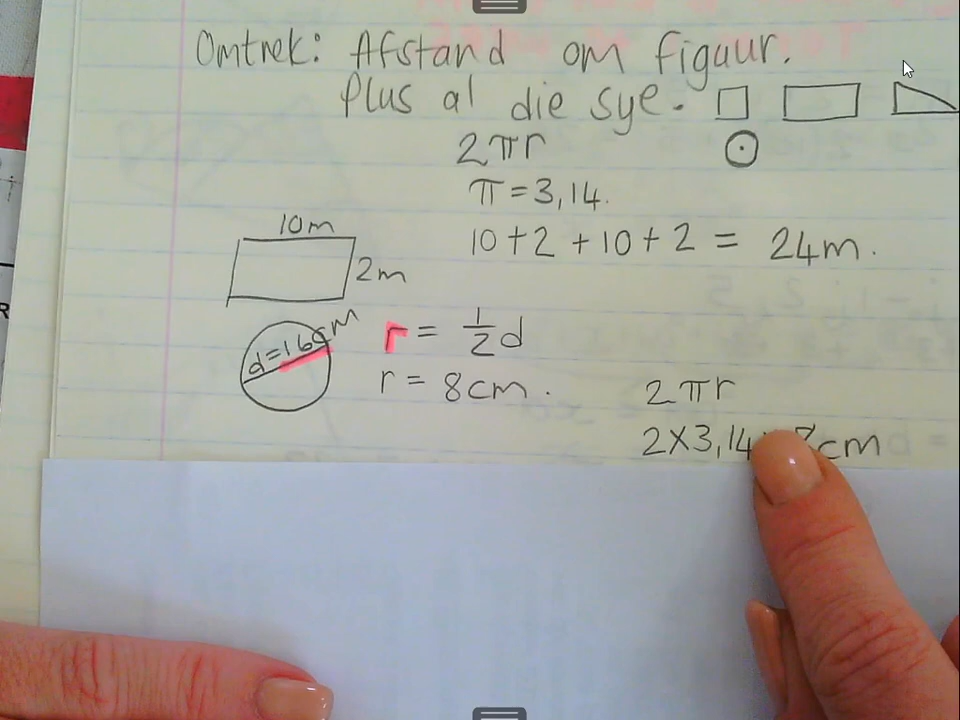 Omtrek: Afstand om figuur.
Plus al die sye.
2πr
π = 3,14.
10 + 2 + 10 + 2 = 24m.
10m
2m
d=16cm
r = 1/2 d
r = 8cm.
2πr
2×3,14 cm